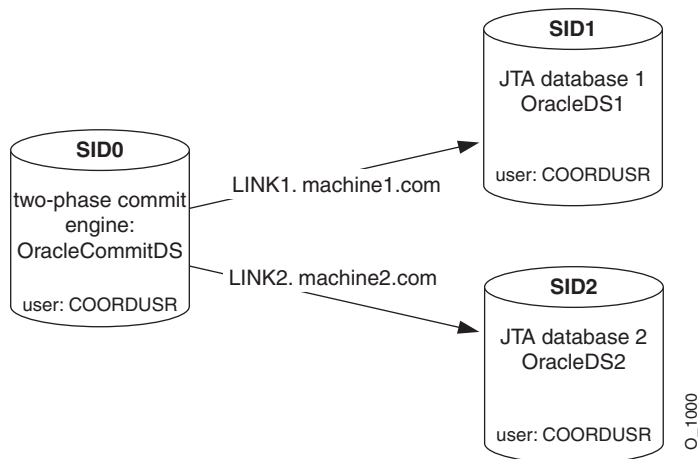 SID0
two-phase commit
engine:
OracleCommitDS
user: COORDUSR
LINK1. machine1.com
LINK2. machine2.com
SID1
JTA database 1
OracleDS1
user: COORDUSR
SID2
JTA database 2
OracleDS2
user: COORDUSR
O_1000